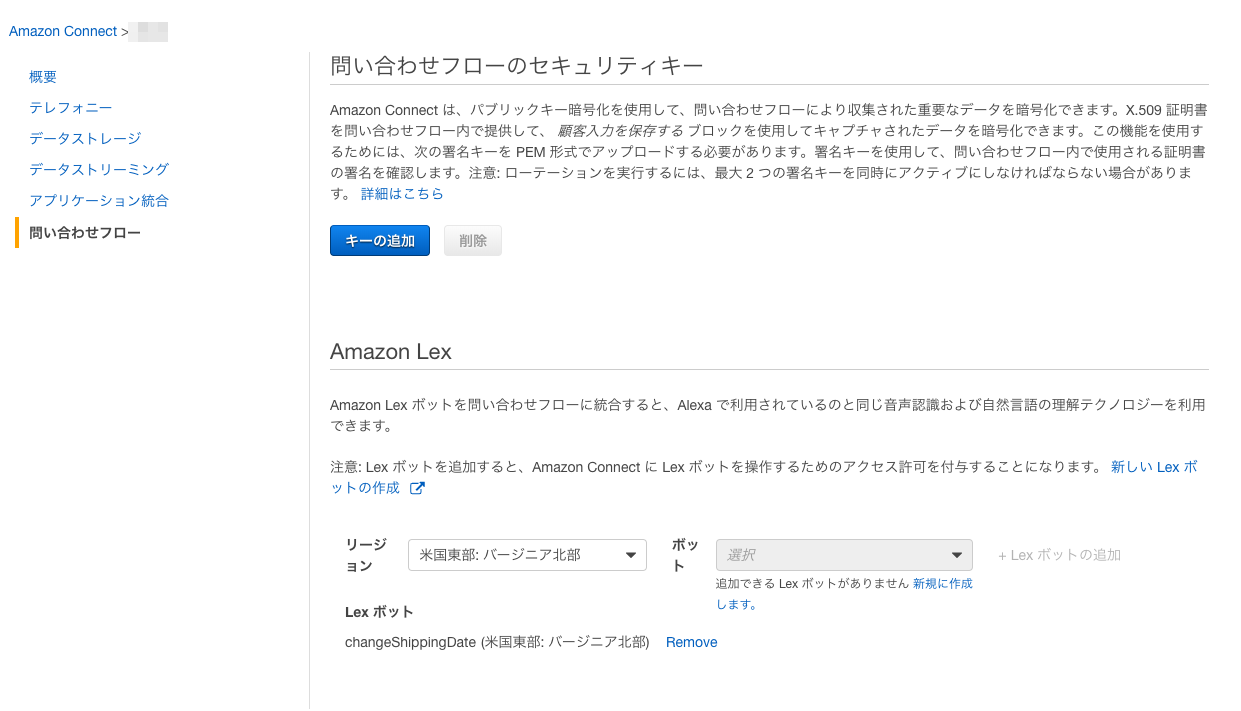 Amazon Connect >
概要
テレフォニー
データストレージ
データストリーミング
アプリケーション統合
問い合わせフロー
問い合わせフローのセキュリティキー
Amazon Connect は、パブリックキー暗号化を使用して、問い合わせフローにより収集された重要なデータを暗号化できます。X.509 証明書
を問い合わせフロー内で提供して、 顧客入力を保存する ブロックを使用してキャプチャされたデータを暗号化できます。この機能を使用す
るためには、次の署名キーを PEM 形式でアップロードする必要があります。署名キーを使用して、問い合わせフロー内で使用される証明書
の署名を確認します。注意: ローテーションを実行するには、最大 2 つの署名キーを同時にアクティブにしなければならない場合がありま
す。 詳細はこちら
キーの追加 削除
Amazon Lex
Amazon Lex ボットを問い合わせフローに統合すると、Alexa で利用されているのと同じ音声認識および自然言語の理解テクノロジーを利用
できます。
注意: Lex ボットを追加すると、Amazon Connect に Lex ボットを操作するためのアクセス許可を付与することになります。 新しい Lex ボ
ットの作成
リージ
ョン
米国東部: バージニア北部
ボッ
ト
選択
+ Lex ボットの追加
追加できる Lex ボットがありません 新規に作成
します。
Lex ボット
changeShippingDate (米国東部: バージニア北部) Remove